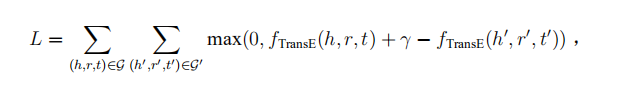 L = ∑ ∑ max(0, f_TransE(h, r, t) + γ − f_TransE(h′, r′, t′)) ,
(h,r,t)∈𝒢 (h′,r′,t′)∈𝒢′